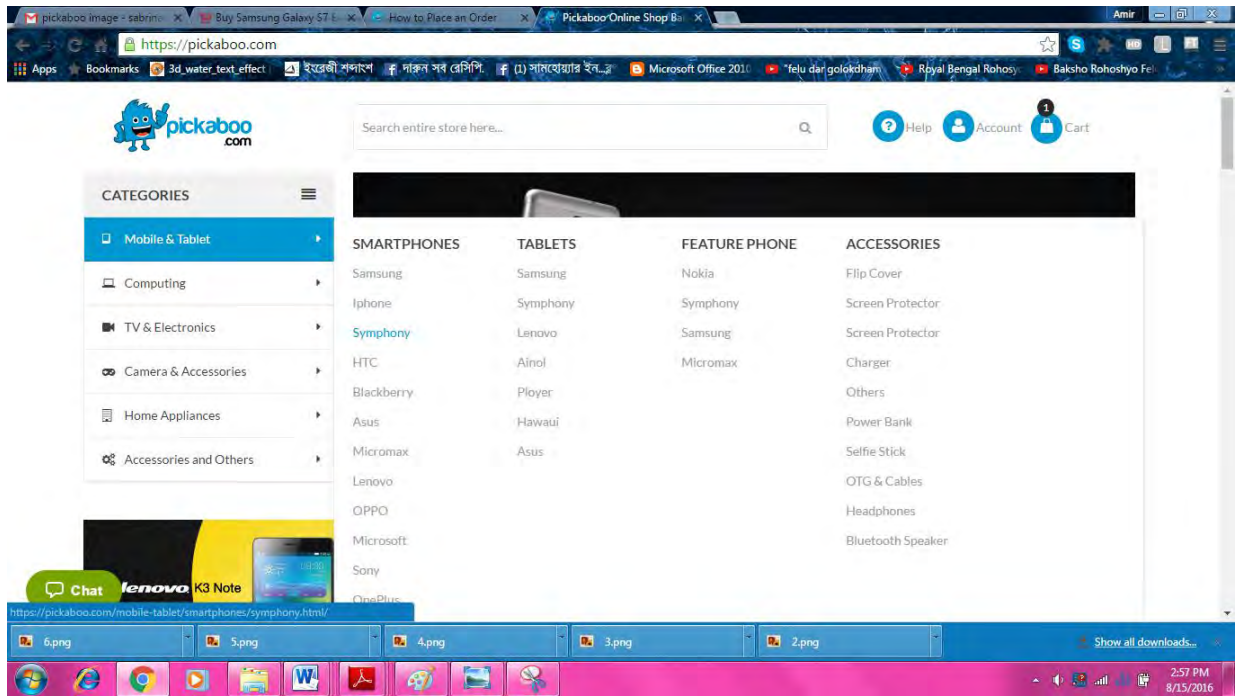 pickaboo image - sabrin
Buy Samsung Galaxy S7 E
How to Place an Order
Pickaboo Online Shop Ba
Amir
https://pickaboo.com
Apps
Bookmarks
3d_water_text_effect
ইংরেজী শব্দাংশ
দারুন সব রেসিপি.
Microsoft Office 2010
"felu dar golokdham
Royal Bengal Rohosy
Baksho Rohoshyo Fel
pickaboo
.com
Search entire store here...
Help
Account
1
Cart
CATEGORIES
Mobile & Tablet
Computing
TV & Electronics
Camera & Accessories
Home Appliances
Accessories and Others
SMARTPHONES
Samsung
Iphone
Symphony
HTC
Blackberry
Asus
Micromax
Lenovo
OPPO
Microsoft
Sony
OnePlus
TABLETS
Samsung
Symphony
Lenovo
Ainol
Ployer
Hawaui
Asus
FEATURE PHONE
Nokia
Symphony
Samsung
Micromax
ACCESSORIES
Flip Cover
Screen Protector
Screen Protector
Charger
Others
Power Bank
Selfie Stick
OTG & Cables
Headphones
Bluetooth Speaker
lenovo K3 Note
Chat
https://pickaboo.com/mobile-tablet/smartphones/symphony.html/
6.png
5.png
4.png
3.png
2.png
Show all downloads...
2:57 PM
8/15/2016